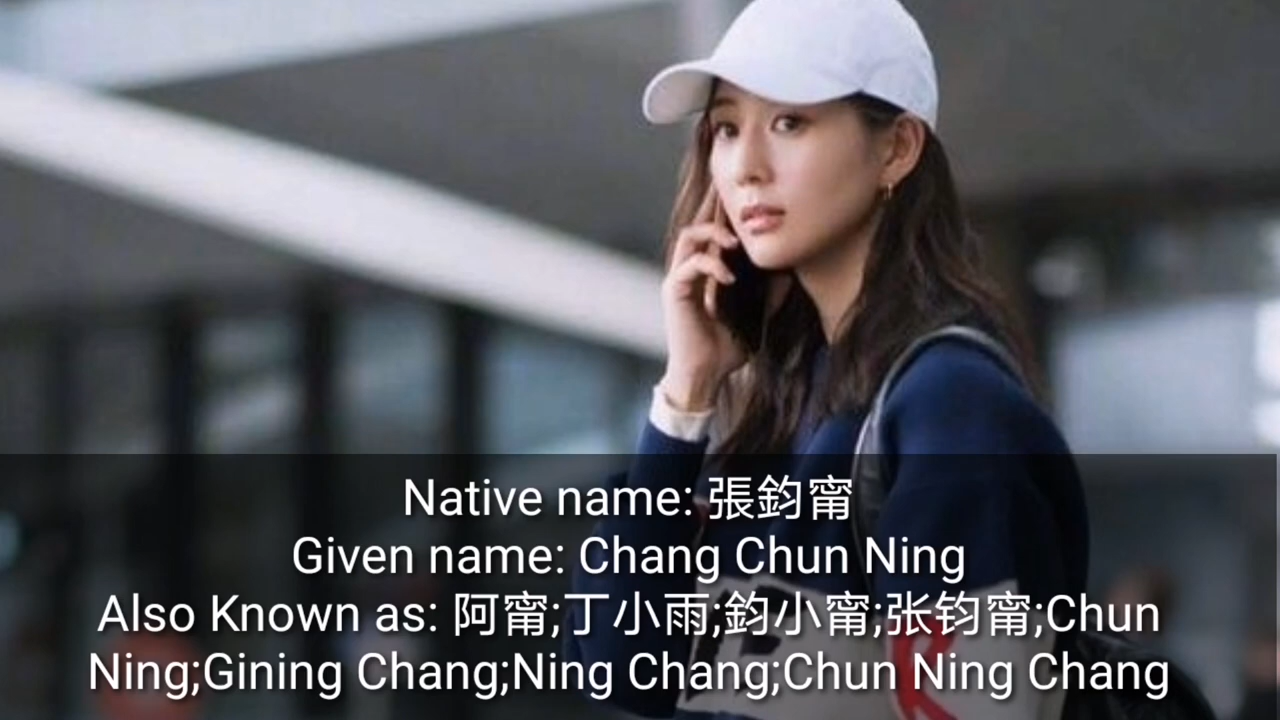 Native name: 張鈞甯
Given name: Chang Chun Ning
Also Known as: 阿甯;丁小雨;鈞小甯;张钧甯;Chun
Ning;Gining Chang;Ning Chang;Chun Ning Chang